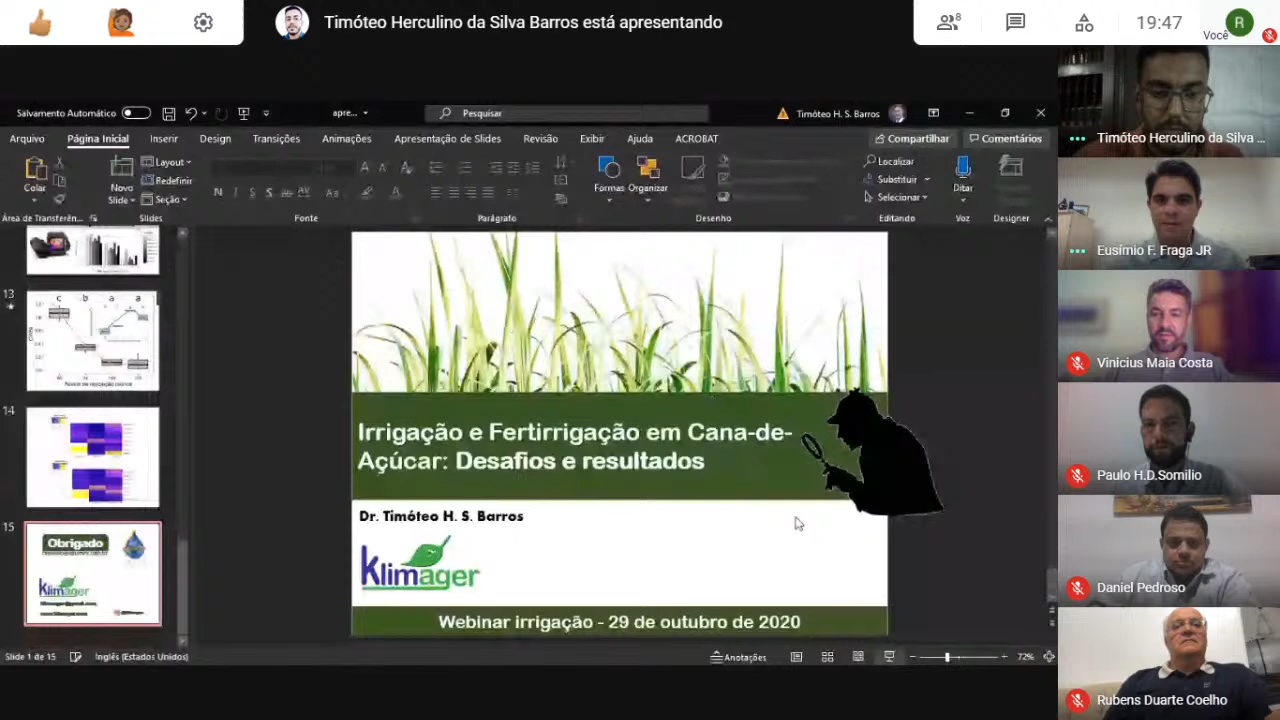 Timóteo Herculino da Silva Barros está apresentando
8
19:47
R
Você
Salvamento Automático
apre...
Pesquisar
Timóteo H. S. Barros
Arquivo
Página Inicial
Inserir
Design
Transições
Animações
Apresentação de Slides
Revisão
Exibir
Ajuda
ACROBAT
Compartilhar
Comentários
Colar
Novo
Slide
Layout
Redefinir
Seção
N I S S
Aa
Formas
Organizar
Localizar
Substituir
Selecionar
Ditar
Área de Transferên...
Slides
Fonte
Parágrafo
Desenho
Editando
Voz
Designer
13
c b a a
14
15
Obrigado
Klimager
Irrigação e Fertirrigação em Cana-de-
Açúcar: Desafios e resultados
Dr. Timóteo H. S. Barros
Klimager
Webinar irrigação - 29 de outubro de 2020
Slide 1 de 15
Inglês (Estados Unidos)
Anotações
72%
Timóteo Herculino da Silva ...
Eusímio F. Fraga JR
Vinicius Maia Costa
Paulo H.D.Somilio
Daniel Pedroso
Rubens Duarte Coelho